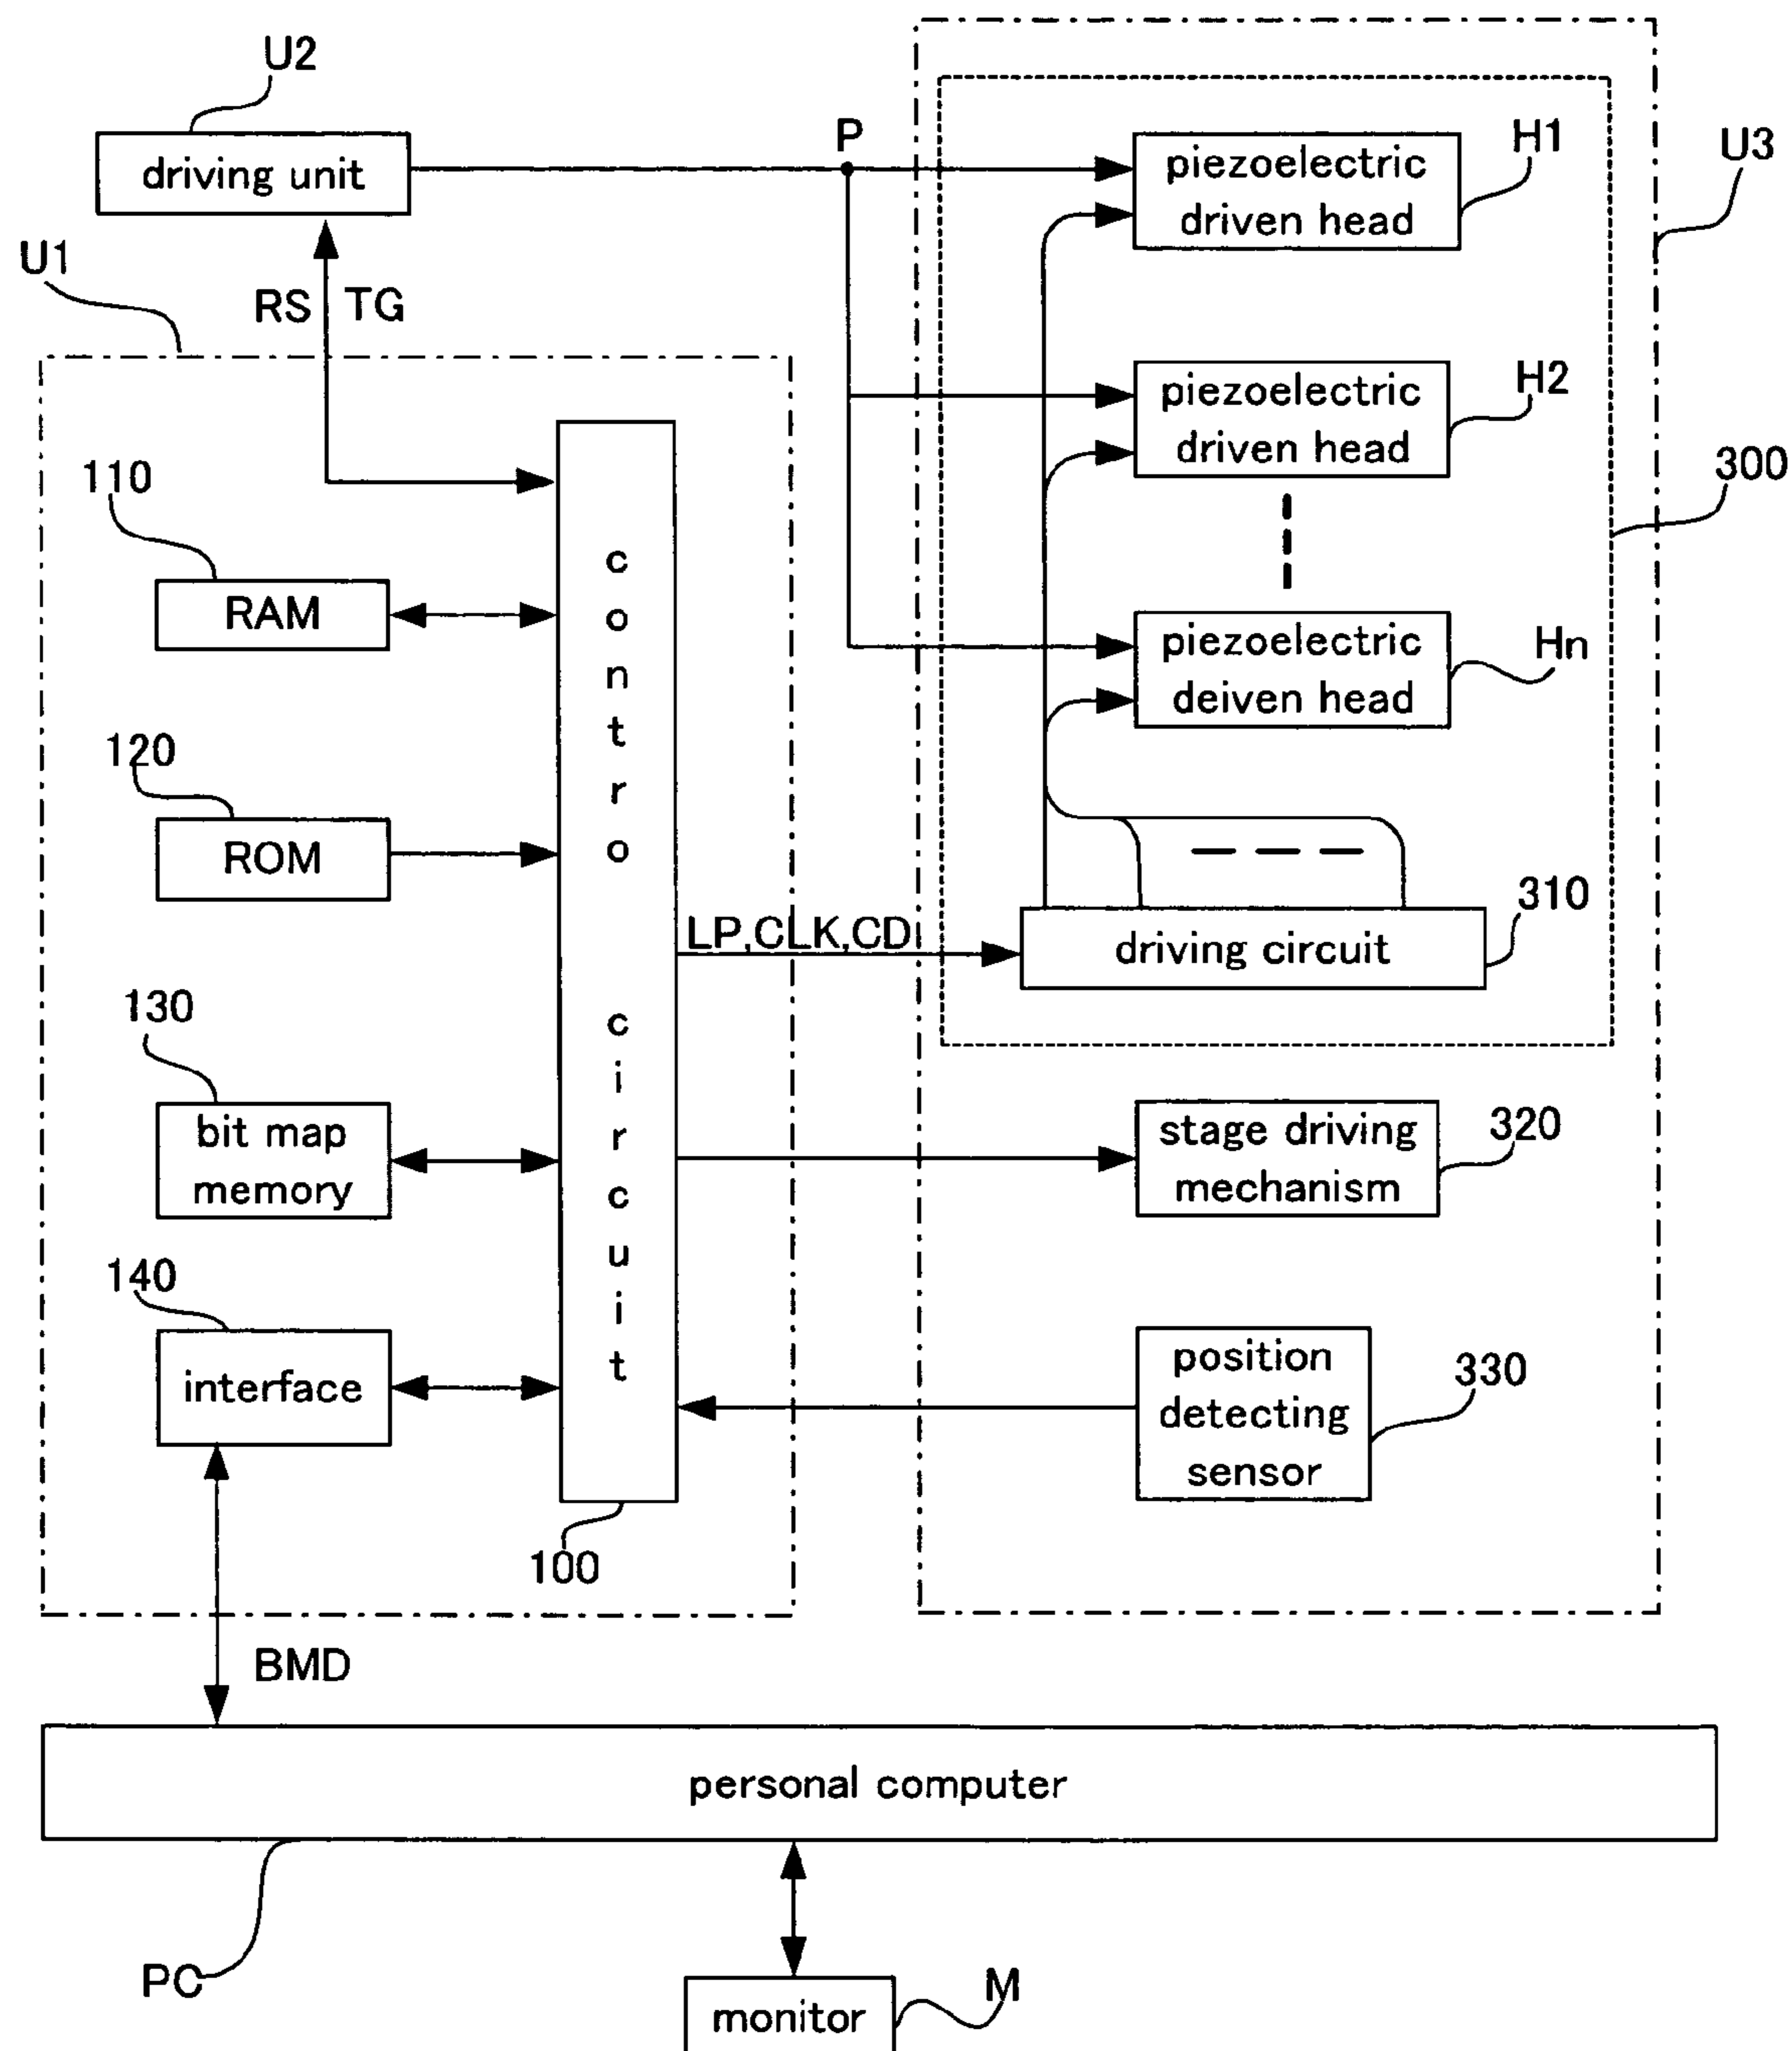 U2
driving unit
P
piezoelectric
driven head
H1
U3
U1
RS TG
piezoelectric
driven head
H2
300
110
RAM
piezoelectric
deiven head
Hn
120
ROM
contro circuit
LP,CLK,CD
driving circuit
310
130
bit map
memory
stage driving
mechanism
320
140
interface
position
detecting
sensor
330
100
BMD
personal computer
PC
monitor
M